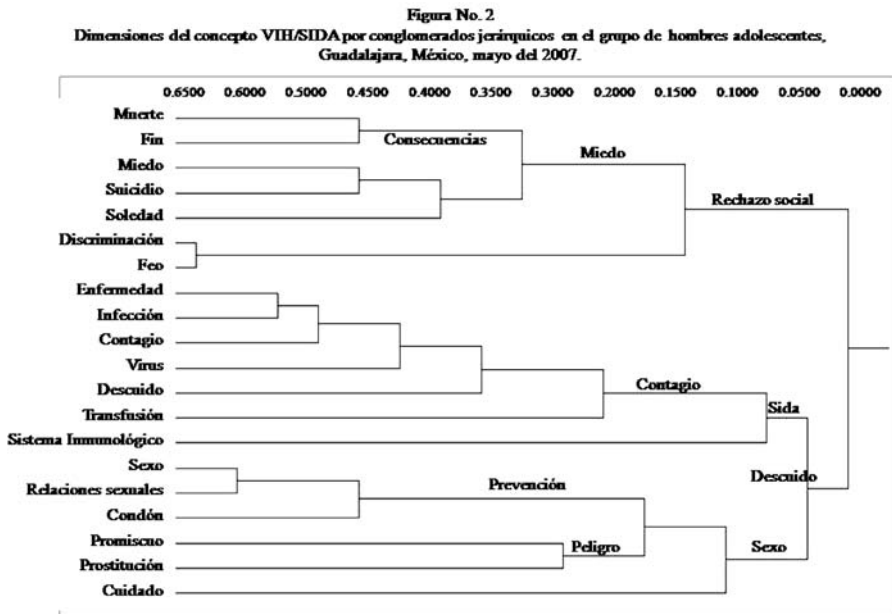 Figura No. 2
Dimensiones del concepto VIH/SIDA por conglomerados jerárquicos en el grupo de hombres adolescentes,
Guadalajara, México, mayo del 2007.
0.6500 0.6000 0.5000 0.4500 0.4000 0.3500 0.3000 0.2000 0.1500 0.1000 0.0500 0.0000
Muerte
Fin
Consecuencias
Miedo
Miedo
Suicidio
Rechazo social
Soledad
Discriminación
Feo
Enfermedad
Infección
Contagio
Virus
Descuido
Contagio
Transfusión
Sida
Sistema Inmunológico
Sexo
Descuido
Relaciones sexuales
Prevención
Condón
Promiscuo
Peligro
Sexo
Prostitución
Cuidado